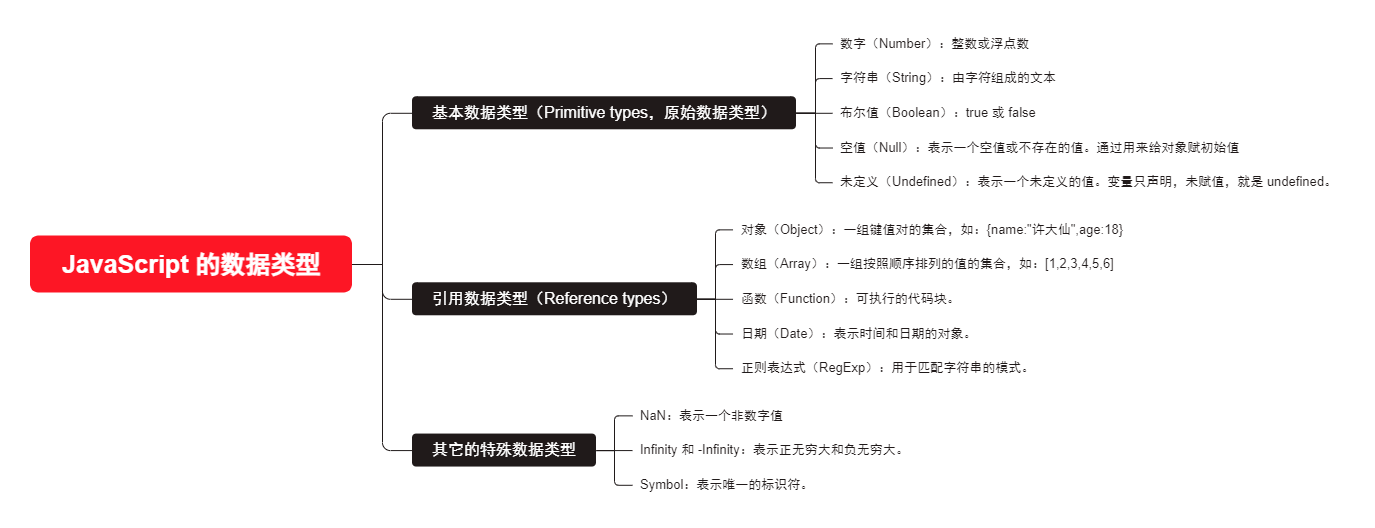 JavaScript 的数据类型
基本数据类型（Primitive types，原始数据类型）
数字（Number）：整数或浮点数
字符串（String）：由字符组成的文本
布尔值（Boolean）：true 或 false
空值（Null）：表示一个空值或不存在的值。通过用来给对象赋初始值
未定义（Undefined）：表示一个未定义的值。变量只声明，未赋值，就是 undefined。
引用数据类型（Reference types）
对象（Object）：一组键值对的集合，如：{name:"许大仙",age:18}
数组（Array）：一组按照顺序排列的值的集合，如：[1,2,3,4,5,6]
函数（Function）：可执行的代码块。
日期（Date）：表示时间和日期的对象。
正则表达式（RegExp）：用于匹配字符串的模式。
其它的特殊数据类型
NaN：表示一个非数字值
Infinity 和 -Infinity：表示正无穷大和负无穷大。
Symbol：表示唯一的标识符。